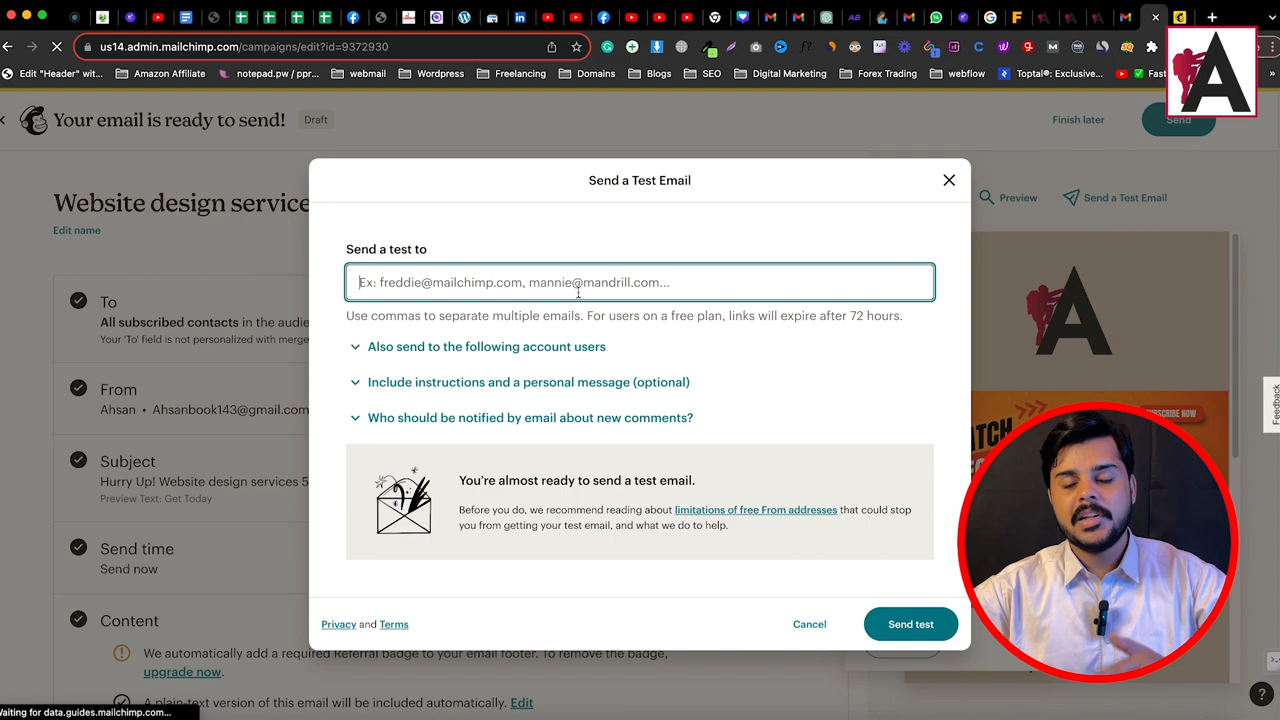 us14.admin.mailchimp.com/campaigns/edit?id=9372930
Edit "Header" wit...
Amazon Affiliate
notepad.pw / ppr...
webmail
Wordpress
Freelancing
Domains
Blogs
SEO
Digital Marketing
Forex Trading
webflow
Toptal®: Exclusive...
Fast
A
Your email is ready to send!
Draft
Finish later
Send
Website design service
Edit name
Preview
Send a Test Email
To
All subscribed contacts in the audie
Your 'To' field is not personalized with merge
From
Ahsan • Ahsanbook143@gmail.com
Subject
Hurry Up! Website design services 5
Preview Text: Get Today
Send time
Send now
Content
We automatically add a required Referral badge to your email footer. To remove the badge,
upgrade now.
A plain-text version of this email will be included automatically. Edit
Send a Test Email
Send a test to
Ex: freddie@mailchimp.com, mannie@mandrill.com...
Use commas to separate multiple emails. For users on a free plan, links will expire after 72 hours.
Also send to the following account users
Include instructions and a personal message (optional)
Who should be notified by email about new comments?
You're almost ready to send a test email.
Before you do, we recommend reading about limitations of free From addresses that could stop
you from getting your test email, and what we do to help.
Privacy and Terms
Cancel
Send test
A
ATCH
SUBSCRIBE NOW
Feedback
?
Waiting for data.guides.mailchimp.com...